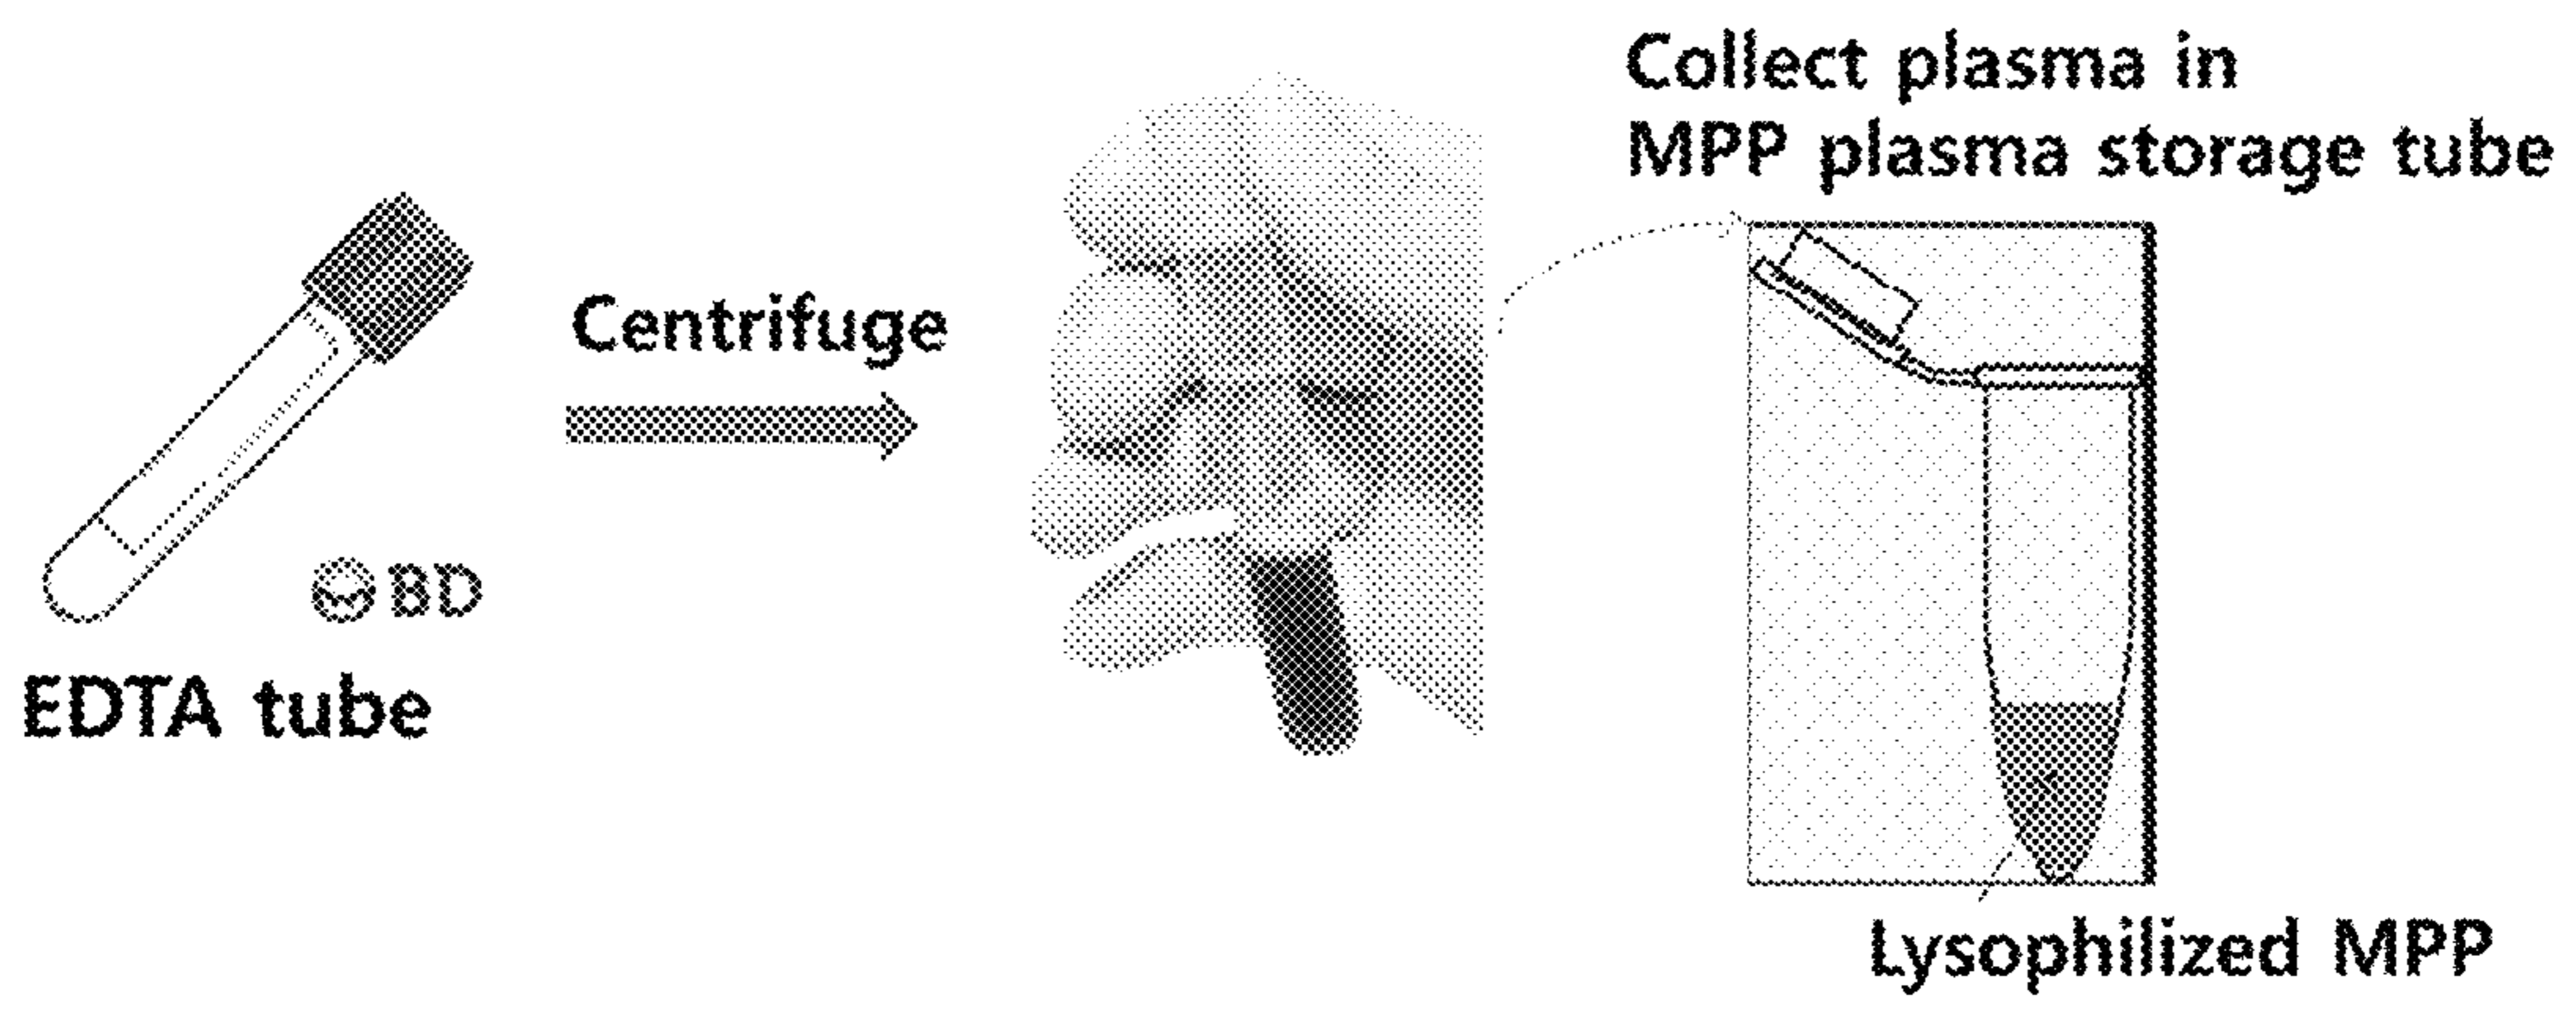 Collect plasma in
MPP plasma storage tube
Centrifuge
BD
EDTA tube
Lysophilized MPP